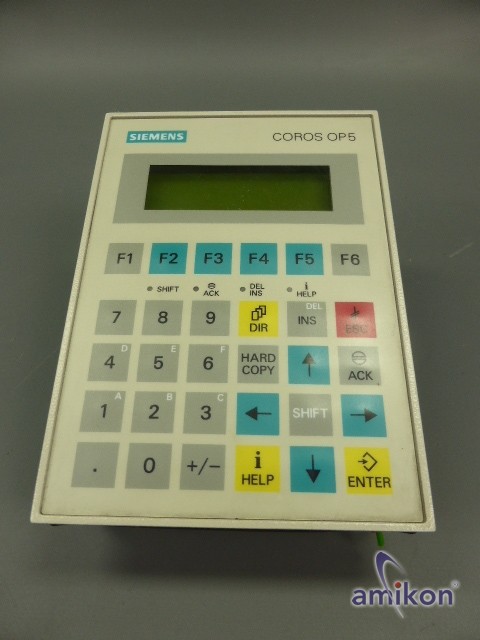 SIEMENS COROS OP5
F1 F2 F3 F4 F5 F6
SHIFT ACK DEL INS i HELP
7 8 9 DIR DEL INS ESC
4 D 5 E 6 F HARD COPY ACK
1 A 2 B 3 C SHIFT
. 0 +/- i HELP ENTER
amikon®